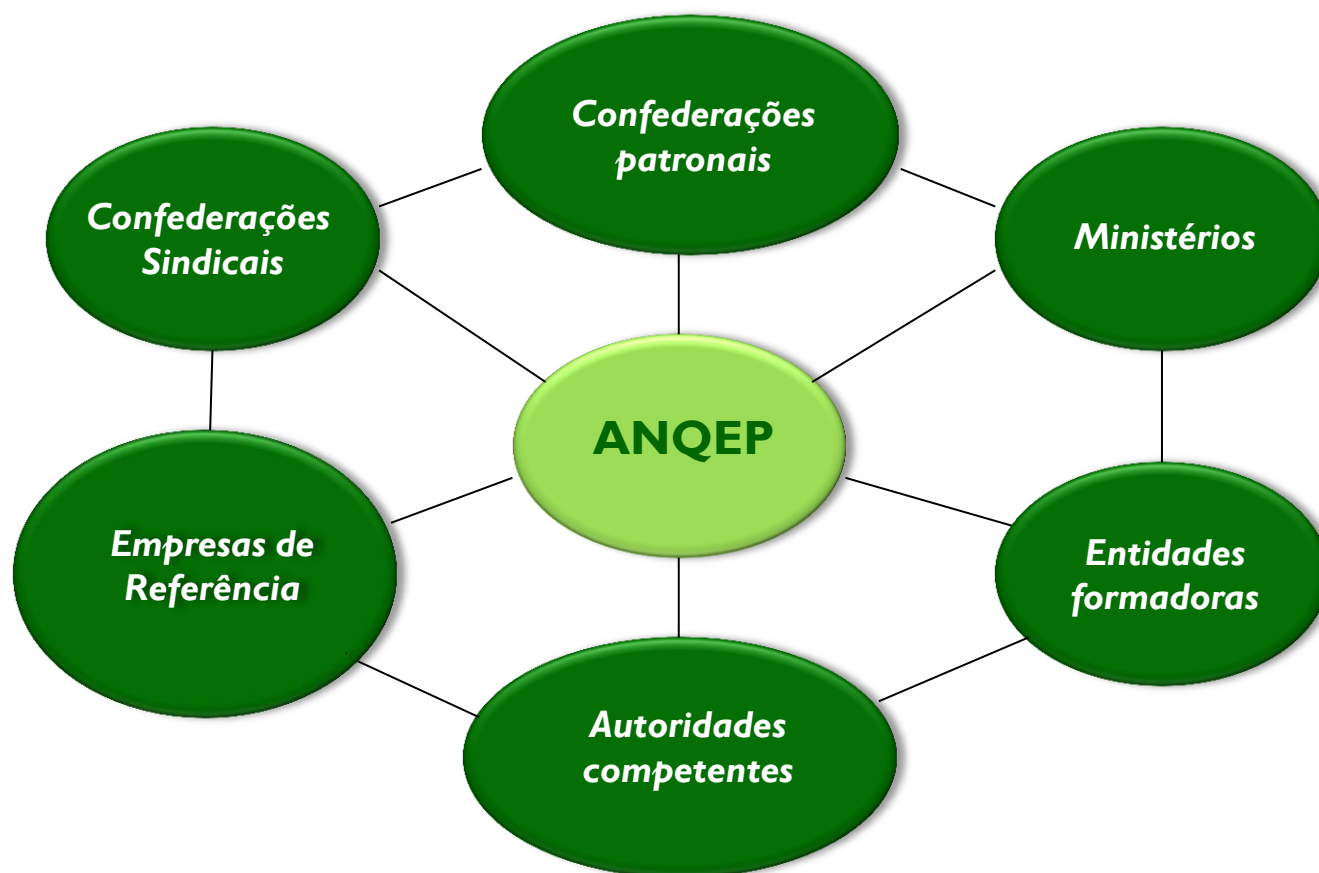 Confederações
patronais
Confederações
Sindicais
Ministérios
ANQEP
Empresas de
Referência
Entidades
formadoras
Autoridades
competentes